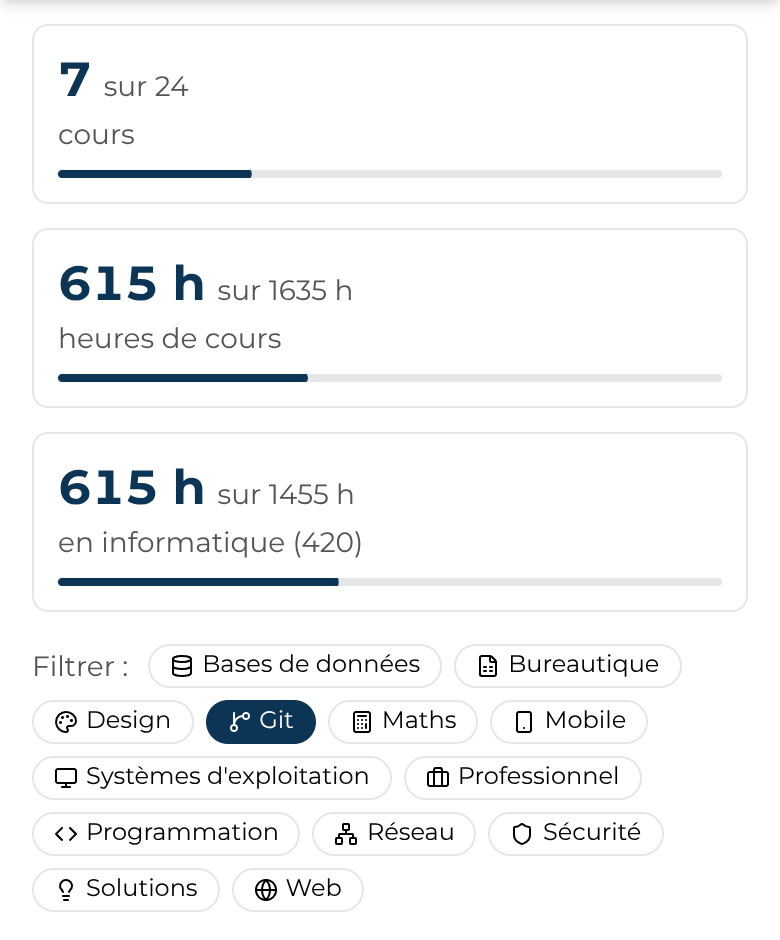 7 sur 24
cours
615 h sur 1635 h
heures de cours
615 h sur 1455 h
en informatique (420)
Filtrer : Bases de données Bureautique
Design Git Maths Mobile
Systèmes d'exploitation Professionnel
Programmation Réseau Sécurité
Solutions Web